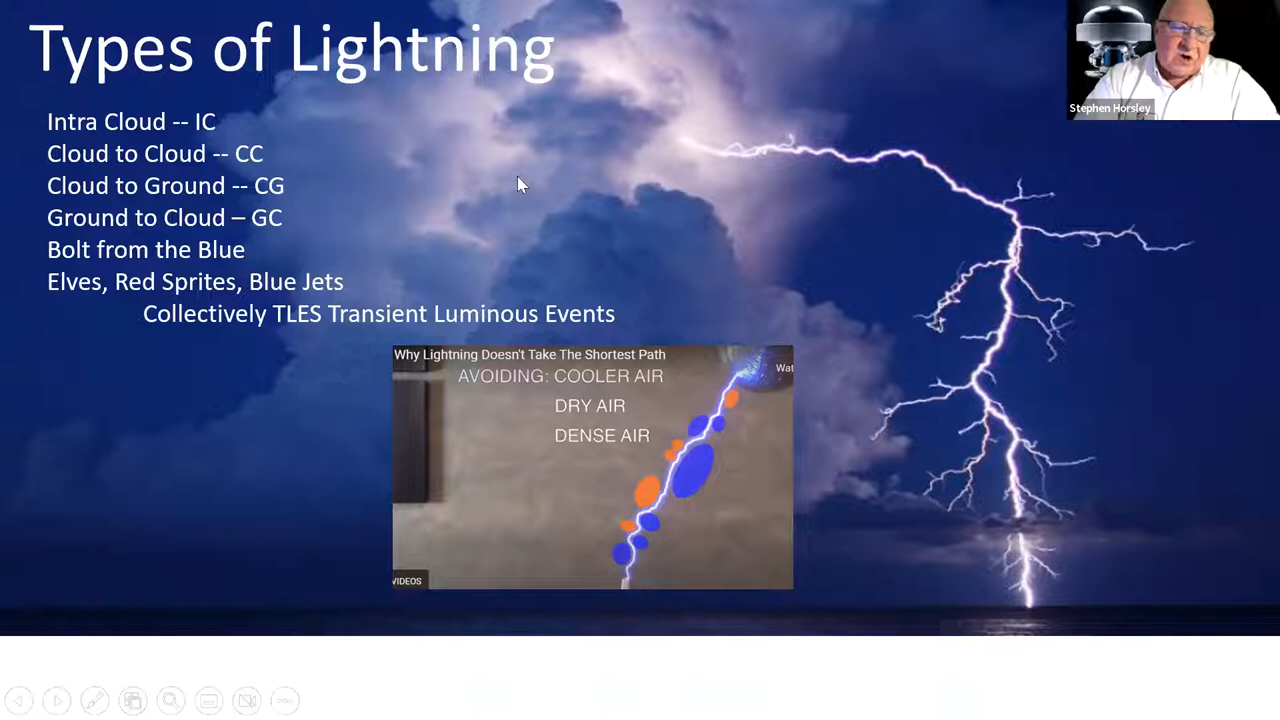 Types of Lightning
Stephen Horsley
Intra Cloud -- IC
Cloud to Cloud -- CC
Cloud to Ground -- CG
Ground to Cloud – GC
Bolt from the Blue
Elves, Red Sprites, Blue Jets
Collectively TLES Transient Luminous Events
Why Lightning Doesn't Take The Shortest Path
Wat
AVOIDING: COOLER AIR
DRY AIR
DENSE AIR
VIDEOS